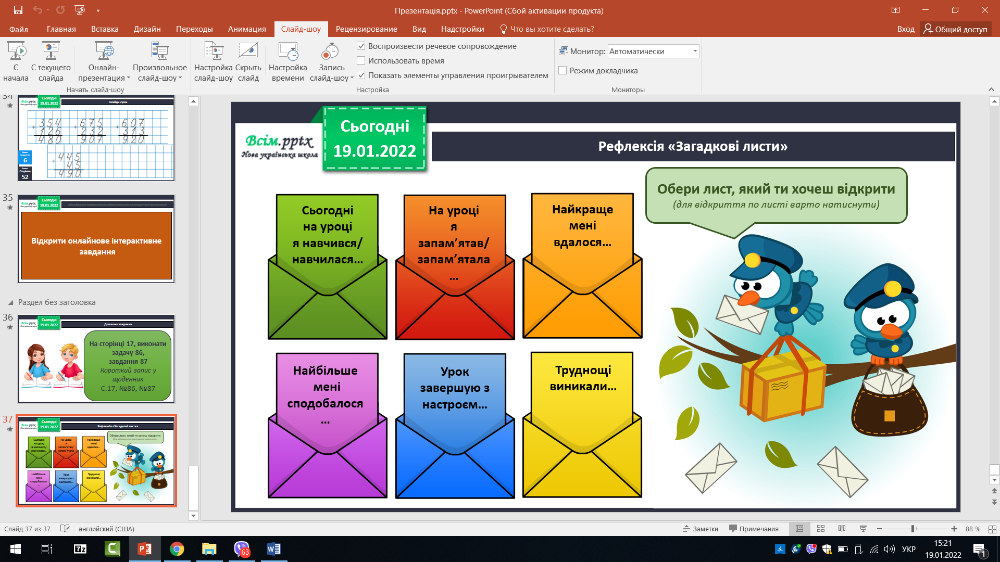 Презентація.pptx - PowerPoint (Сбой активации продукта)
Файл Главная Вставка Дизайн Переходы Анимация Слайд-шоу Рецензирование Вид Надстройки Что вы хотите сделать? Вход Общий доступ
С начала
С текущего слайда
Онлайн-презентация
Произвольное слайд-шоу
Начать слайд-шоу
Настройка слайд-шоу
Скрыть слайд
Настройка времени
Запись слайд-шоу
Воспроизвести речевое сопровождение
Использовать время
Показать элементы управления проигрывателем
Настройка
Монитор: Автоматически
Режим докладчика
Мониторы
34
Сьогодні
19.01.2022
Знайди суми
354 675 607
+ 126 + 232 + 313
480 907 920
6
445
+ 45
490
Сторінка
52
35
Сьогодні
19.01.2022
Відкрити онлайнове інтерактивне
завдання
Раздел без заголовка
36
Сьогодні
19.01.2022
Домашнє завдання
На сторінці 17, виконати
задачу 86,
завдання 87
Короткий запис у
щоденник
С.17, №86, №87
37
Сьогодні
19.01.2022
Рефлексія «Загадкові листи»
Обери лист, який ти хочеш відкрити
(для відкриття по листі варто натиснути)
Сьогодні
на уроці
я навчився/
навчилася...
На уроці
я
запам’ятав/
запам’ятала
...
Найкраще
мені
вдалося...
Найбільше
мені
сподобалося
...
Урок
завершую з
настроєм...
Труднощі
виникали...
Всім.pptx
Нова українська школа
Сьогодні
19.01.2022
Рефлексія «Загадкові листи»
Обери лист, який ти хочеш відкрити
(для відкриття по листі варто натиснути)
Сьогодні
на уроці
я навчився/
навчилася...
На уроці
я
запам’ятав/
запам’ятала
...
Найкраще
мені
вдалося...
Найбільше
мені
сподобалося
...
Урок
завершую з
настроєм...
Труднощі
виникали...
Слайд 37 из 37 английский (США) Заметки Примечания 88 %
7z
63
УКР
15:21
19.01.2022
1